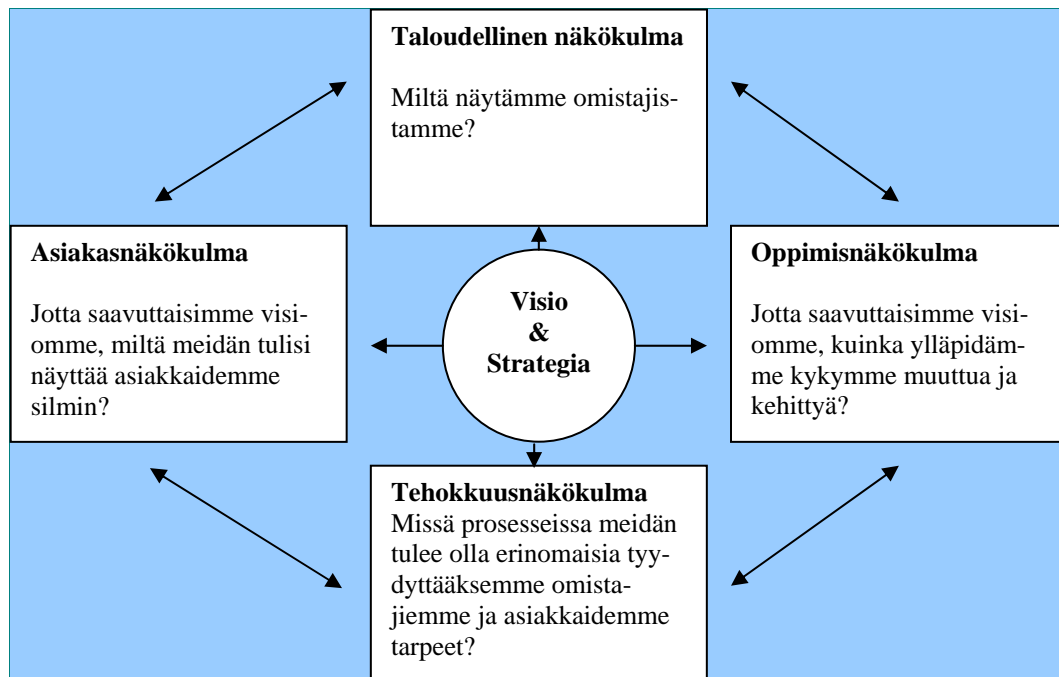 Taloudellinen näkökulma
Miltä näytämme omistajis-
tamme?
Asiakasnäkökulma
Jotta saavuttaisimme visi-
omme, miltä meidän tulisi
näyttää asiakkaidemme
silmin?
Visio
&
Strategia
Oppimisnäkökulma
Jotta saavuttaisimme visi-
omme, kuinka ylläpidäm-
me kykymme muuttua ja
kehittyä?
Tehokkuusnäkökulma
Missä prosesseissa meidän
tulee olla erinomaisia tyy-
dyttääksemme omista-
jiemme ja asiakkaidemme
tarpeet?